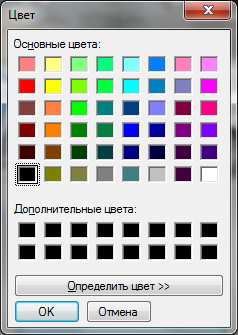 Цвет
Основные цвета:
Дополнительные цвета:
Определить цвет >>
OK
Отмена